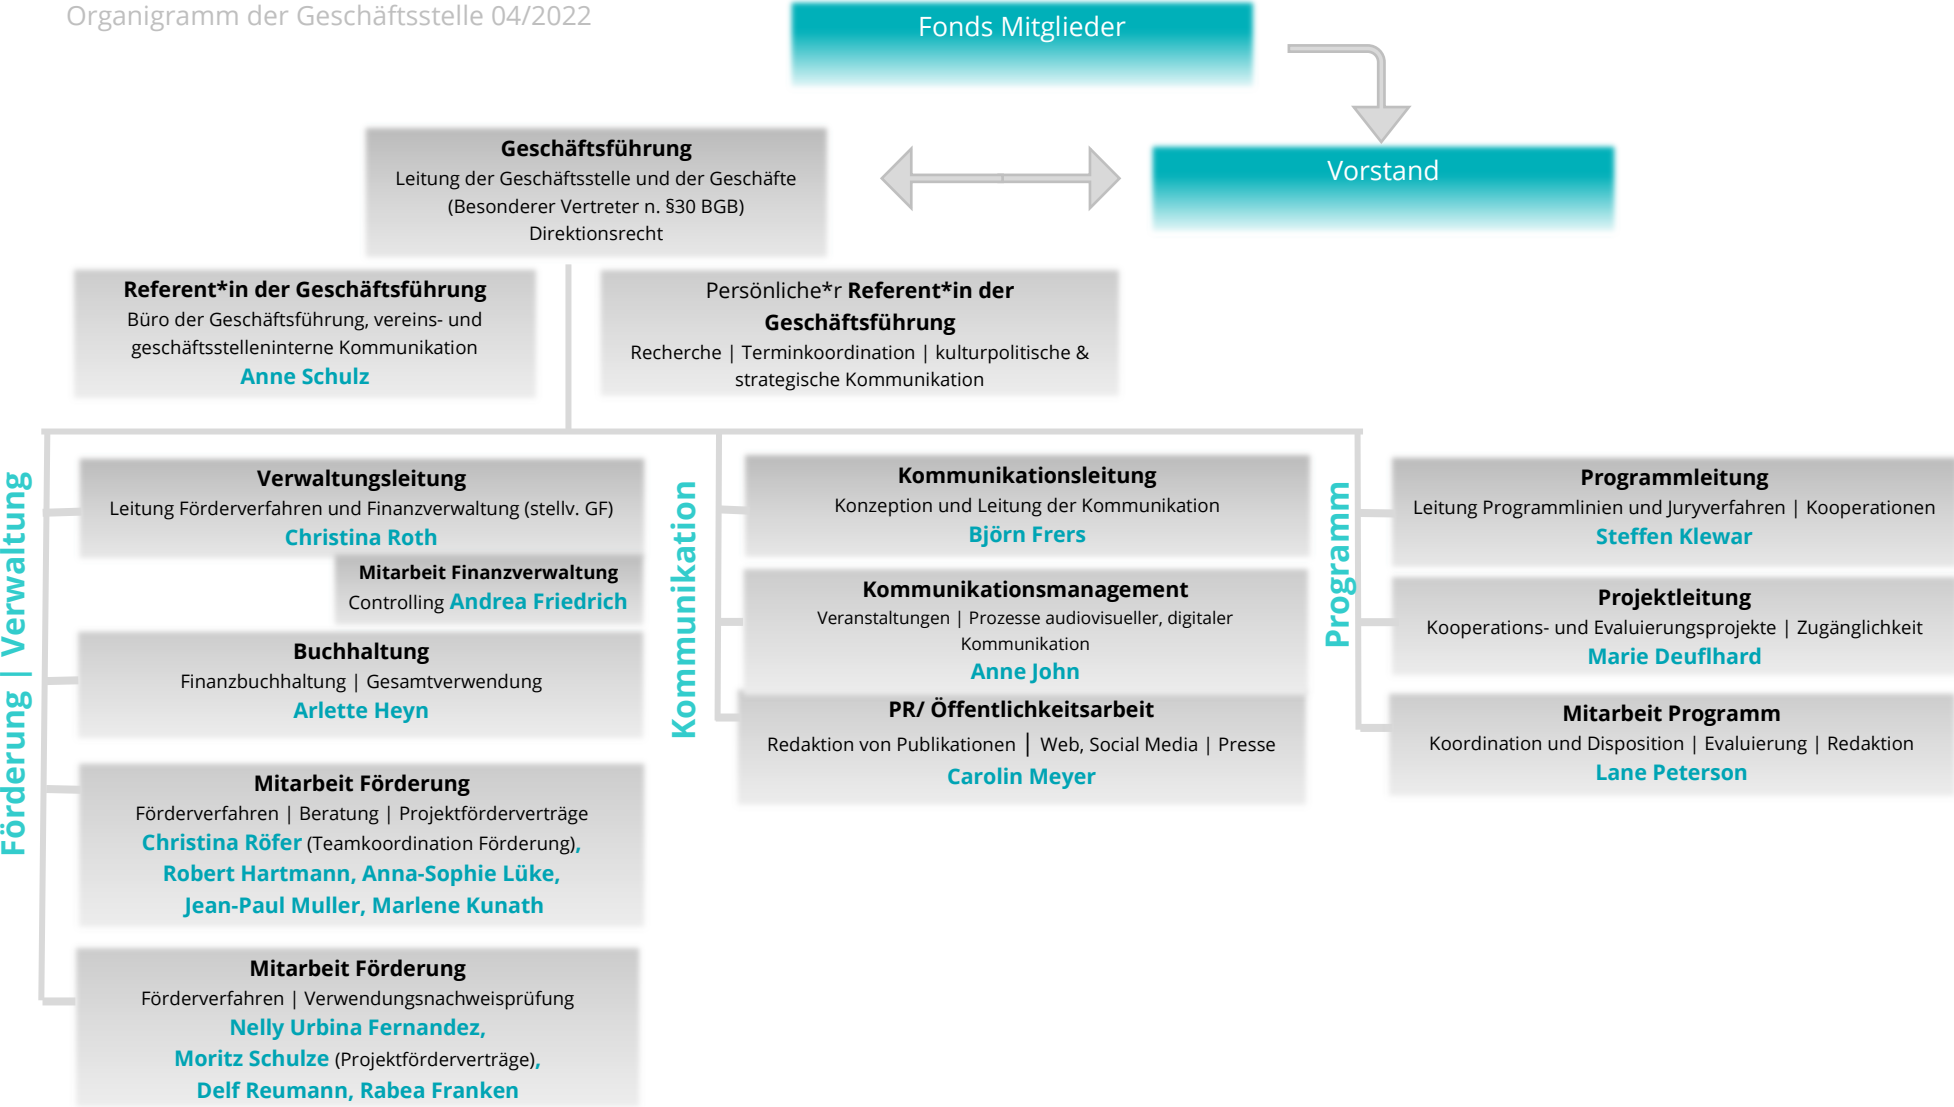 Organigramm der Geschäftsstelle 04/2022
Fonds Mitglieder
Vorstand
Geschäftsführung
Leitung der Geschäftsstelle und der Geschäfte
(Besonderer Vertreter n. §30 BGB)
Direktionsrecht
Referent*in der Geschäftsführung
Büro der Geschäftsführung, vereins- und
geschäftsstelleninterne Kommunikation
Anne Schulz
Persönliche*r Referent*in der
Geschäftsführung
Recherche | Terminkoordination | kulturpolitische &
strategische Kommunikation
Förderung | Verwaltung
Verwaltungsleitung
Leitung Förderverfahren und Finanzverwaltung (stellv. GF)
Christina Roth
Mitarbeit Finanzverwaltung
Controlling Andrea Friedrich
Buchhaltung
Finanzbuchhaltung | Gesamtverwendung
Arlette Heyn
Mitarbeit Förderung
Förderverfahren | Beratung | Projektförderverträge
Christina Röfer (Teamkoordination Förderung),
Robert Hartmann, Anna-Sophie Lüke,
Jean-Paul Muller, Marlene Kunath
Mitarbeit Förderung
Förderverfahren | Verwendungsnachweisprüfung
Nelly Urbina Fernandez,
Moritz Schulze (Projektförderverträge),
Delf Reumann, Rabea Franken
Kommunikation
Kommunikationsleitung
Konzeption und Leitung der Kommunikation
Björn Frers
Kommunikationsmanagement
Veranstaltungen | Prozesse audiovisueller, digitaler
Kommunikation
Anne John
PR/ Öffentlichkeitsarbeit
Redaktion von Publikationen | Web, Social Media | Presse
Carolin Meyer
Programm
Programmleitung
Leitung Programmlinien und Juryverfahren | Kooperationen
Steffen Klewar
Projektleitung
Kooperations- und Evaluierungsprojekte | Zugänglichkeit
Marie Deuflhard
Mitarbeit Programm
Koordination und Disposition | Evaluierung | Redaktion
Lane Peterson